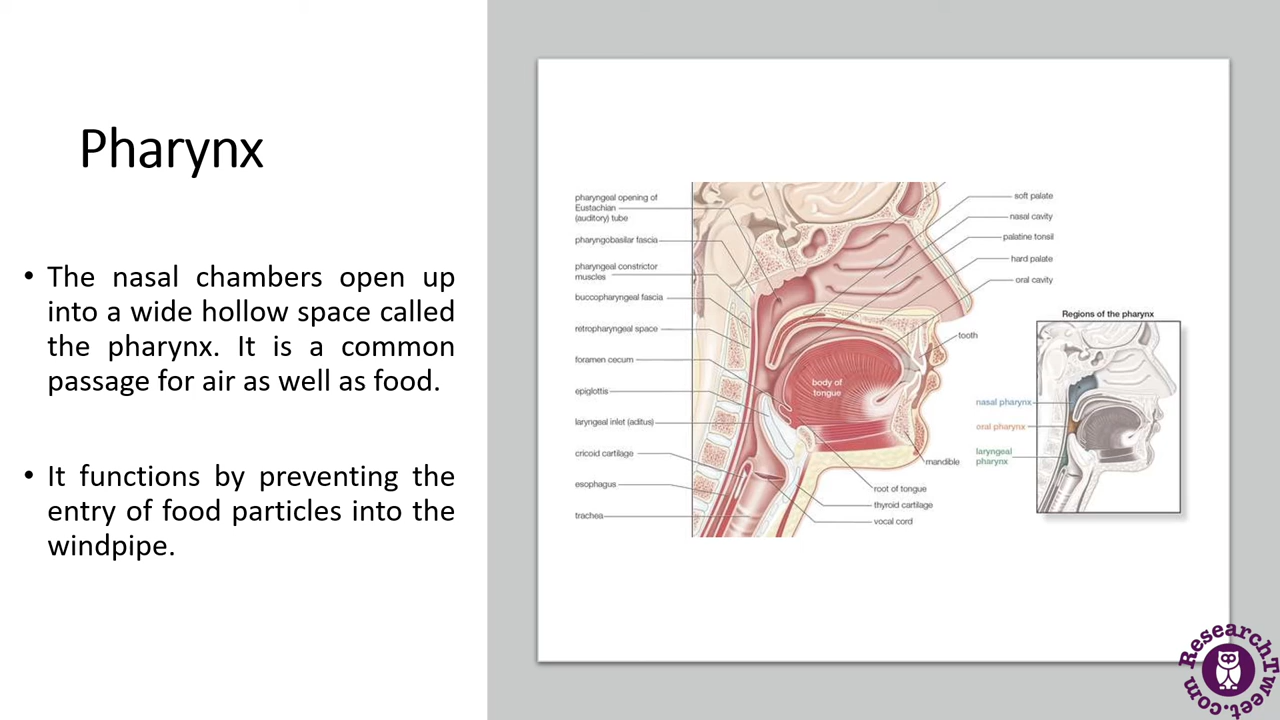 Pharynx
• The nasal chambers open up
into a wide hollow space called
the pharynx. It is a common
passage for air as well as food.
• It functions by preventing the
entry of food particles into the
windpipe.
pharyngeal opening of
Eustachian
(auditory) tube
pharyngobasilar fascia
pharyngeal constrictor
muscles
buccopharyngeal fascia
retropharyngeal space
foramen cecum
epiglottis
laryngeal inlet (aditus)
cricoid cartilage
esophagus
trachea
soft palate
nasal cavity
palatine tonsil
hard palate
oral cavity
tooth
body of
tongue
mandible
root of tongue
thyroid cartilage
vocal cord
Regions of the pharynx
nasal pharynx
oral pharynx
laryngeal
pharynx
ResearchTweet.com